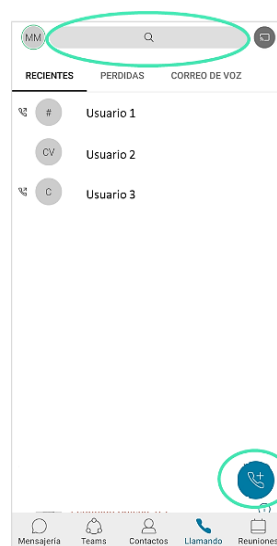 MM
RECIENTES PERDIDAS CORREO DE VOZ
# Usuario 1
CV Usuario 2
C Usuario 3
Mensajería Teams Contactos Llamando Reuniones